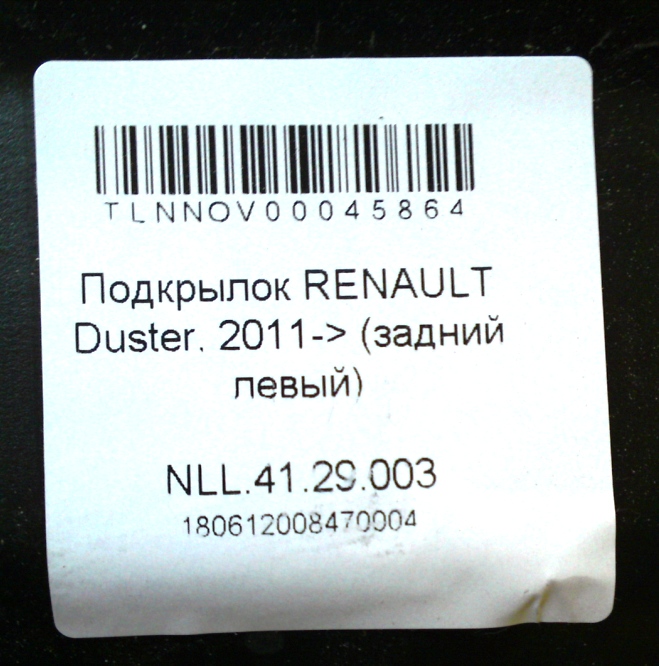 TLNNOV00045864
Подкрылок RENAULT
Duster. 2011-> (задний
левый)
NLL.41.29.003
180612008470004